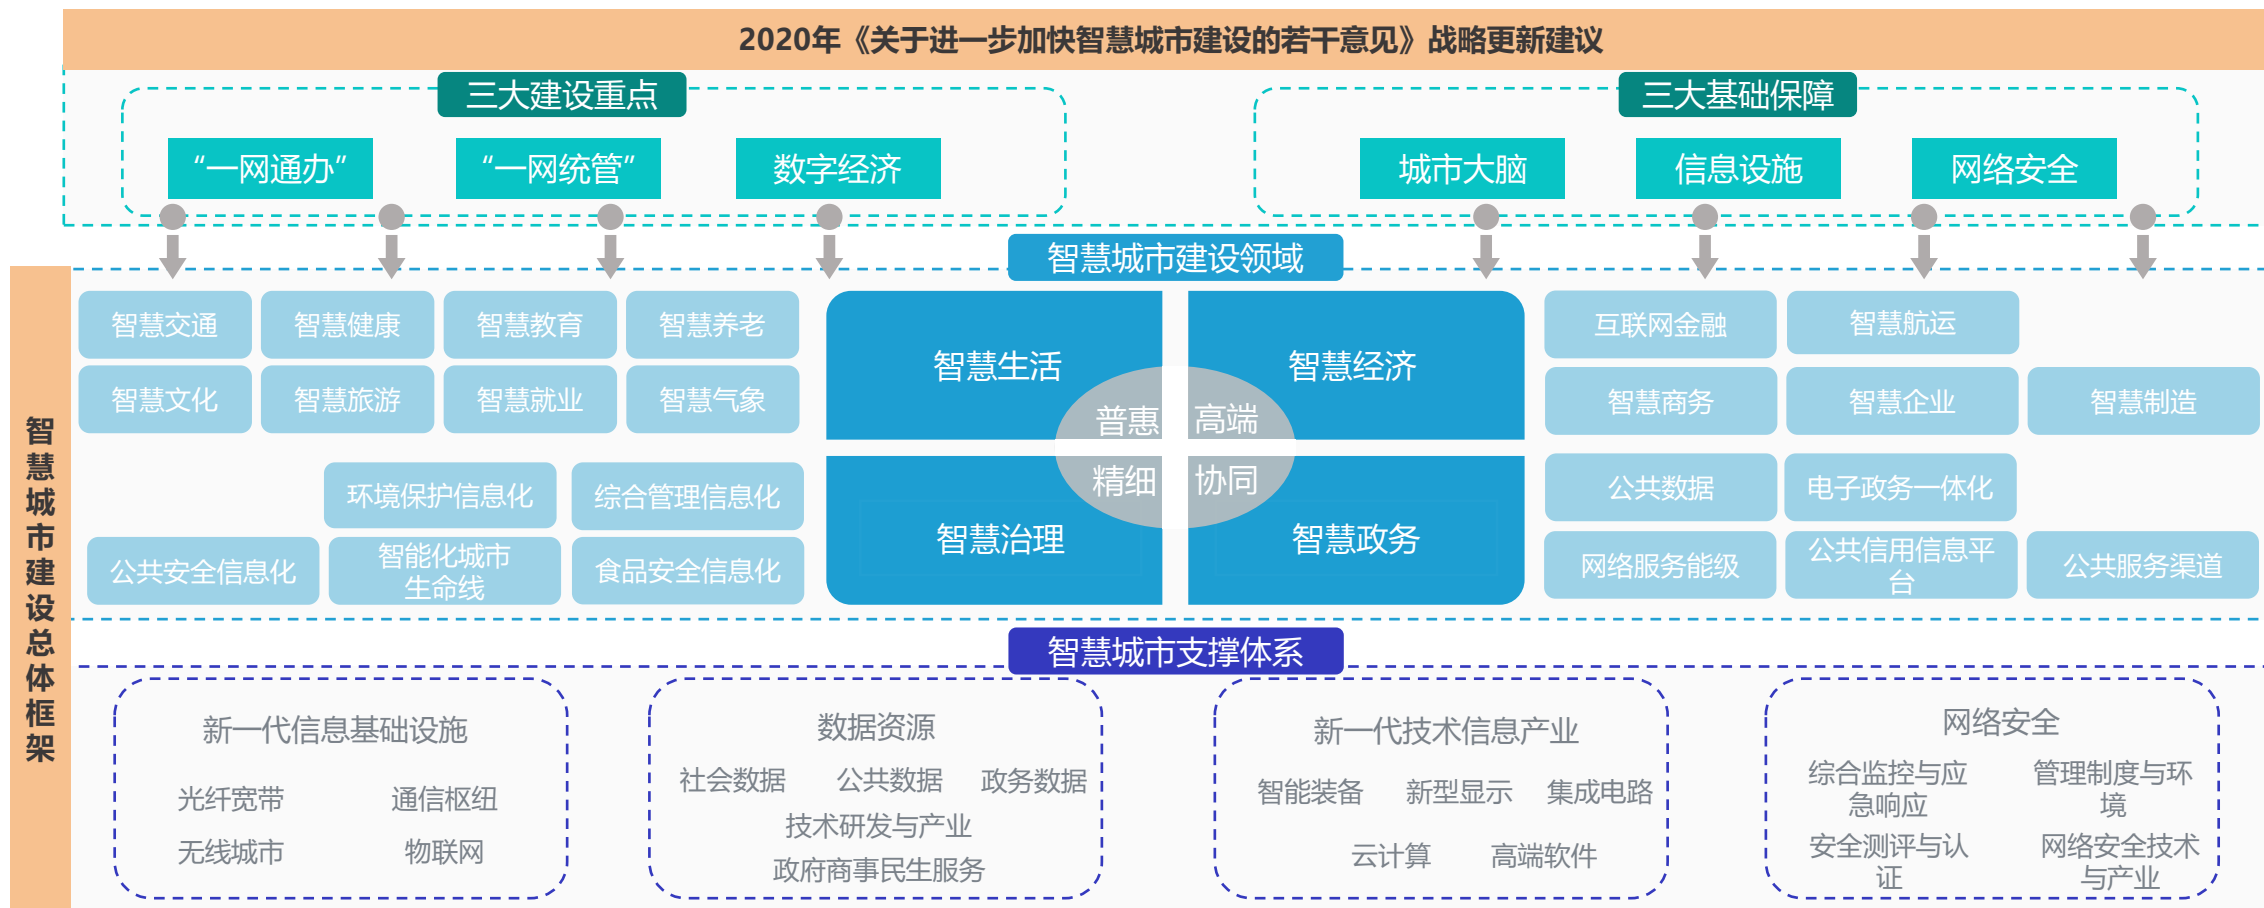 2020年《关于进一步加快智慧城市建设的若干意见》战略更新建议
三大建设重点
三大基础保障
“一网通办”
“一网统管”
数字经济
城市大脑
信息设施
网络安全
智慧城市建设领域
智慧城市建设总体框架
智慧交通
智慧健康
智慧教育
智慧养老
智慧文化
智慧旅游
智慧就业
智慧气象
环境保护信息化
综合管理信息化
公共安全信息化
智能化城市
生命线
食品安全信息化
智慧生活
智慧经济
普惠
高端
精细
协同
智慧治理
智慧政务
互联网金融
智慧航运
智慧商务
智慧企业
智慧制造
公共数据
电子政务一体化
网络服务能级
公共信用信息平
台
公共服务渠道
智慧城市支撑体系
新一代信息基础设施
光纤宽带
通信枢纽
无线城市
物联网
数据资源
社会数据
公共数据
政务数据
技术研发与产业
政府商事民生服务
新一代技术信息产业
智能装备
新型显示
集成电路
云计算
高端软件
网络安全
综合监控与应
急响应
管理制度与环
境
安全测评与认
证
网络安全技术
与产业